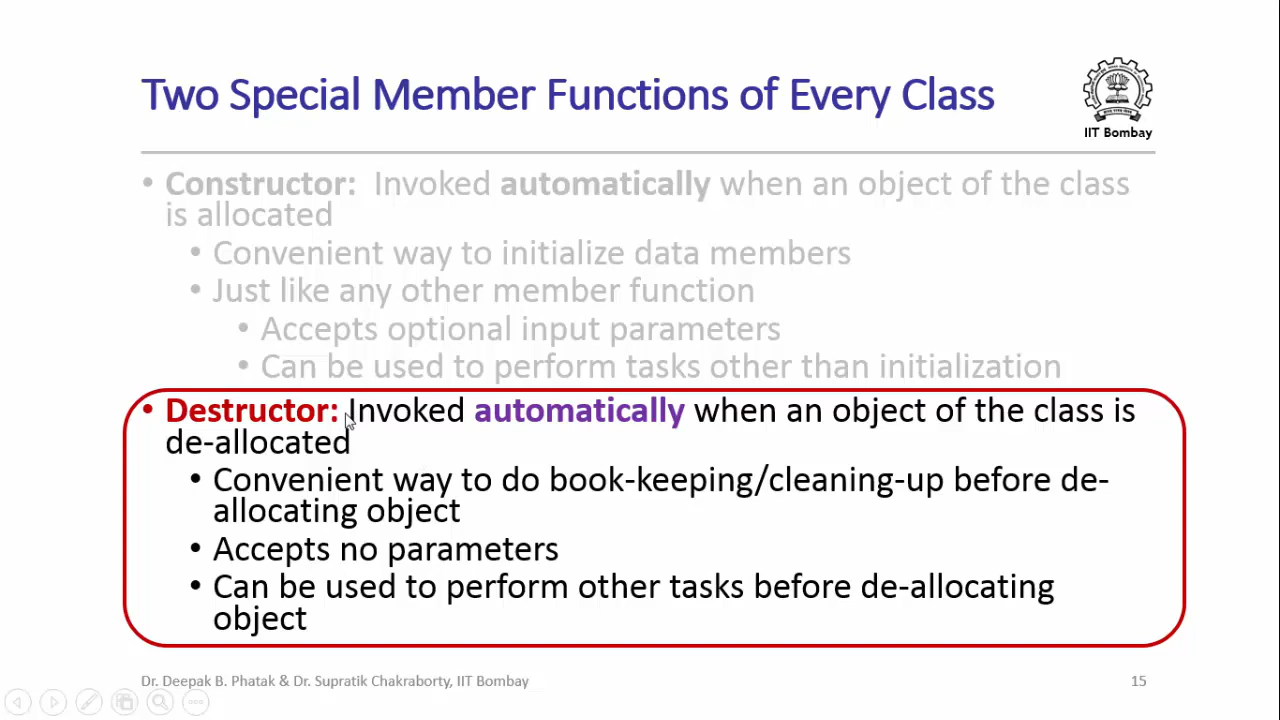 Two Special Member Functions of Every Class
IIT Bombay
• Constructor: Invoked automatically when an object of the class
is allocated
• Convenient way to initialize data members
• Just like any other member function
• Accepts optional input parameters
• Can be used to perform tasks other than initialization
• Destructor: Invoked automatically when an object of the class is
de-allocated
• Convenient way to do book-keeping/cleaning-up before de-
allocating object
• Accepts no parameters
• Can be used to perform other tasks before de-allocating
object
Dr. Deepak B. Phatak & Dr. Supratik Chakraborty, IIT Bombay
15